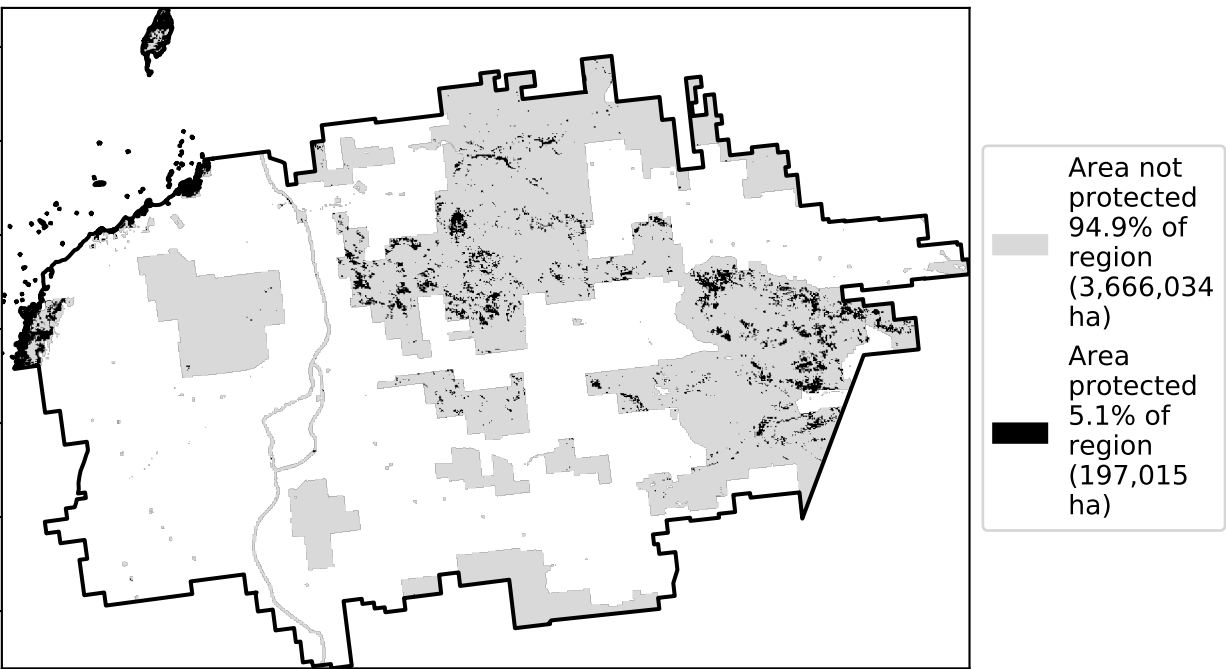 Area not
protected
94.9% of
region
(3,666,034
ha)
Area
protected
5.1% of
region
(197,015
ha)